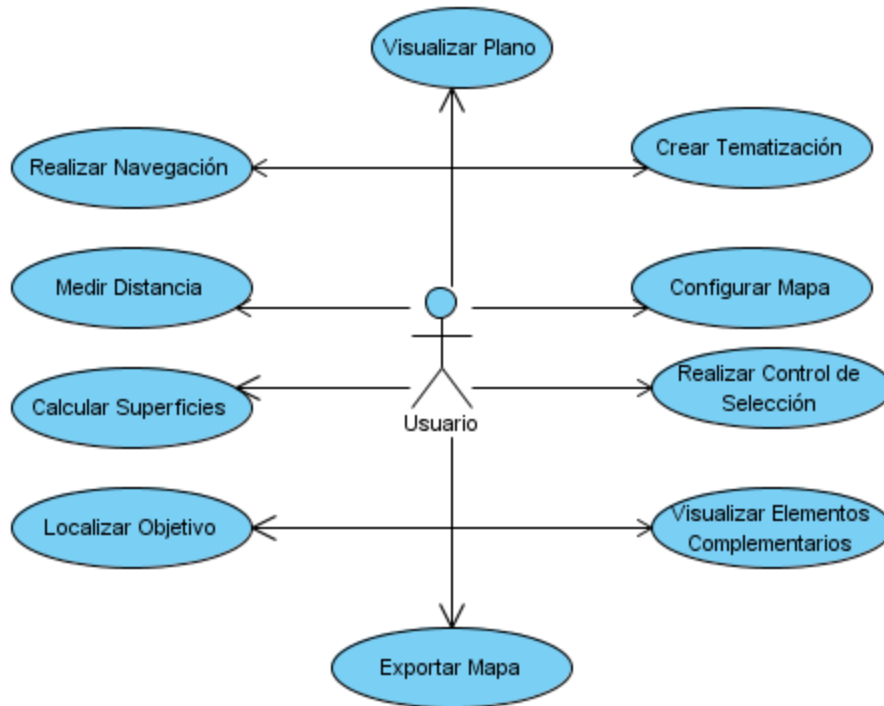 Visualizar Plano
Realizar Navegación
Crear Tematización
Medir Distancia
Configurar Mapa
Calcular Superficies
Realizar Control de
Selección
Usuario
Localizar Objetivo
Visualizar Elementos
Complementarios
Exportar Mapa